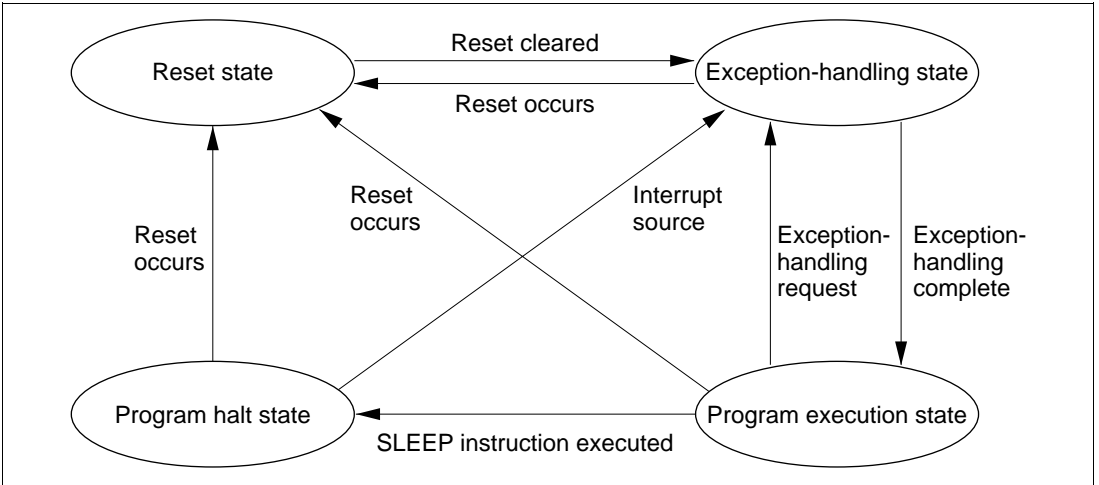 Reset cleared
Reset state
Exception-handling state
Reset occurs
Reset
occurs
Interrupt
source
Reset
occurs
Exception-
handling
request
Exception-
handling
complete
Program halt state
Program execution state
SLEEP instruction executed